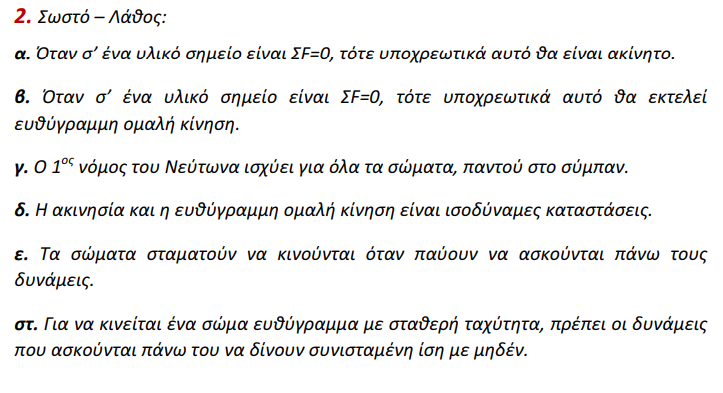 2. Σωστό – Λάθος:
α. Όταν σ’ ένα υλικό σημείο είναι ΣF=0, τότε υποχρεωτικά αυτό θα είναι ακίνητο.
β. Όταν σ’ ένα υλικό σημείο είναι ΣF=0, τότε υποχρεωτικά αυτό θα εκτελεί
ευθύγραμμη ομαλή κίνηση.
γ. Ο 1ος νόμος του Νεύτωνα ισχύει για όλα τα σώματα, παντού στο σύμπαν.
δ. Η ακινησία και η ευθύγραμμη ομαλή κίνηση είναι ισοδύναμες καταστάσεις.
ε. Τα σώματα σταματούν να κινούνται όταν παύουν να ασκούνται πάνω τους
δυνάμεις.
στ. Για να κινείται ένα σώμα ευθύγραμμα με σταθερή ταχύτητα, πρέπει οι δυνάμεις
που ασκούνται πάνω του να δίνουν συνισταμένη ίση με μηδέν.